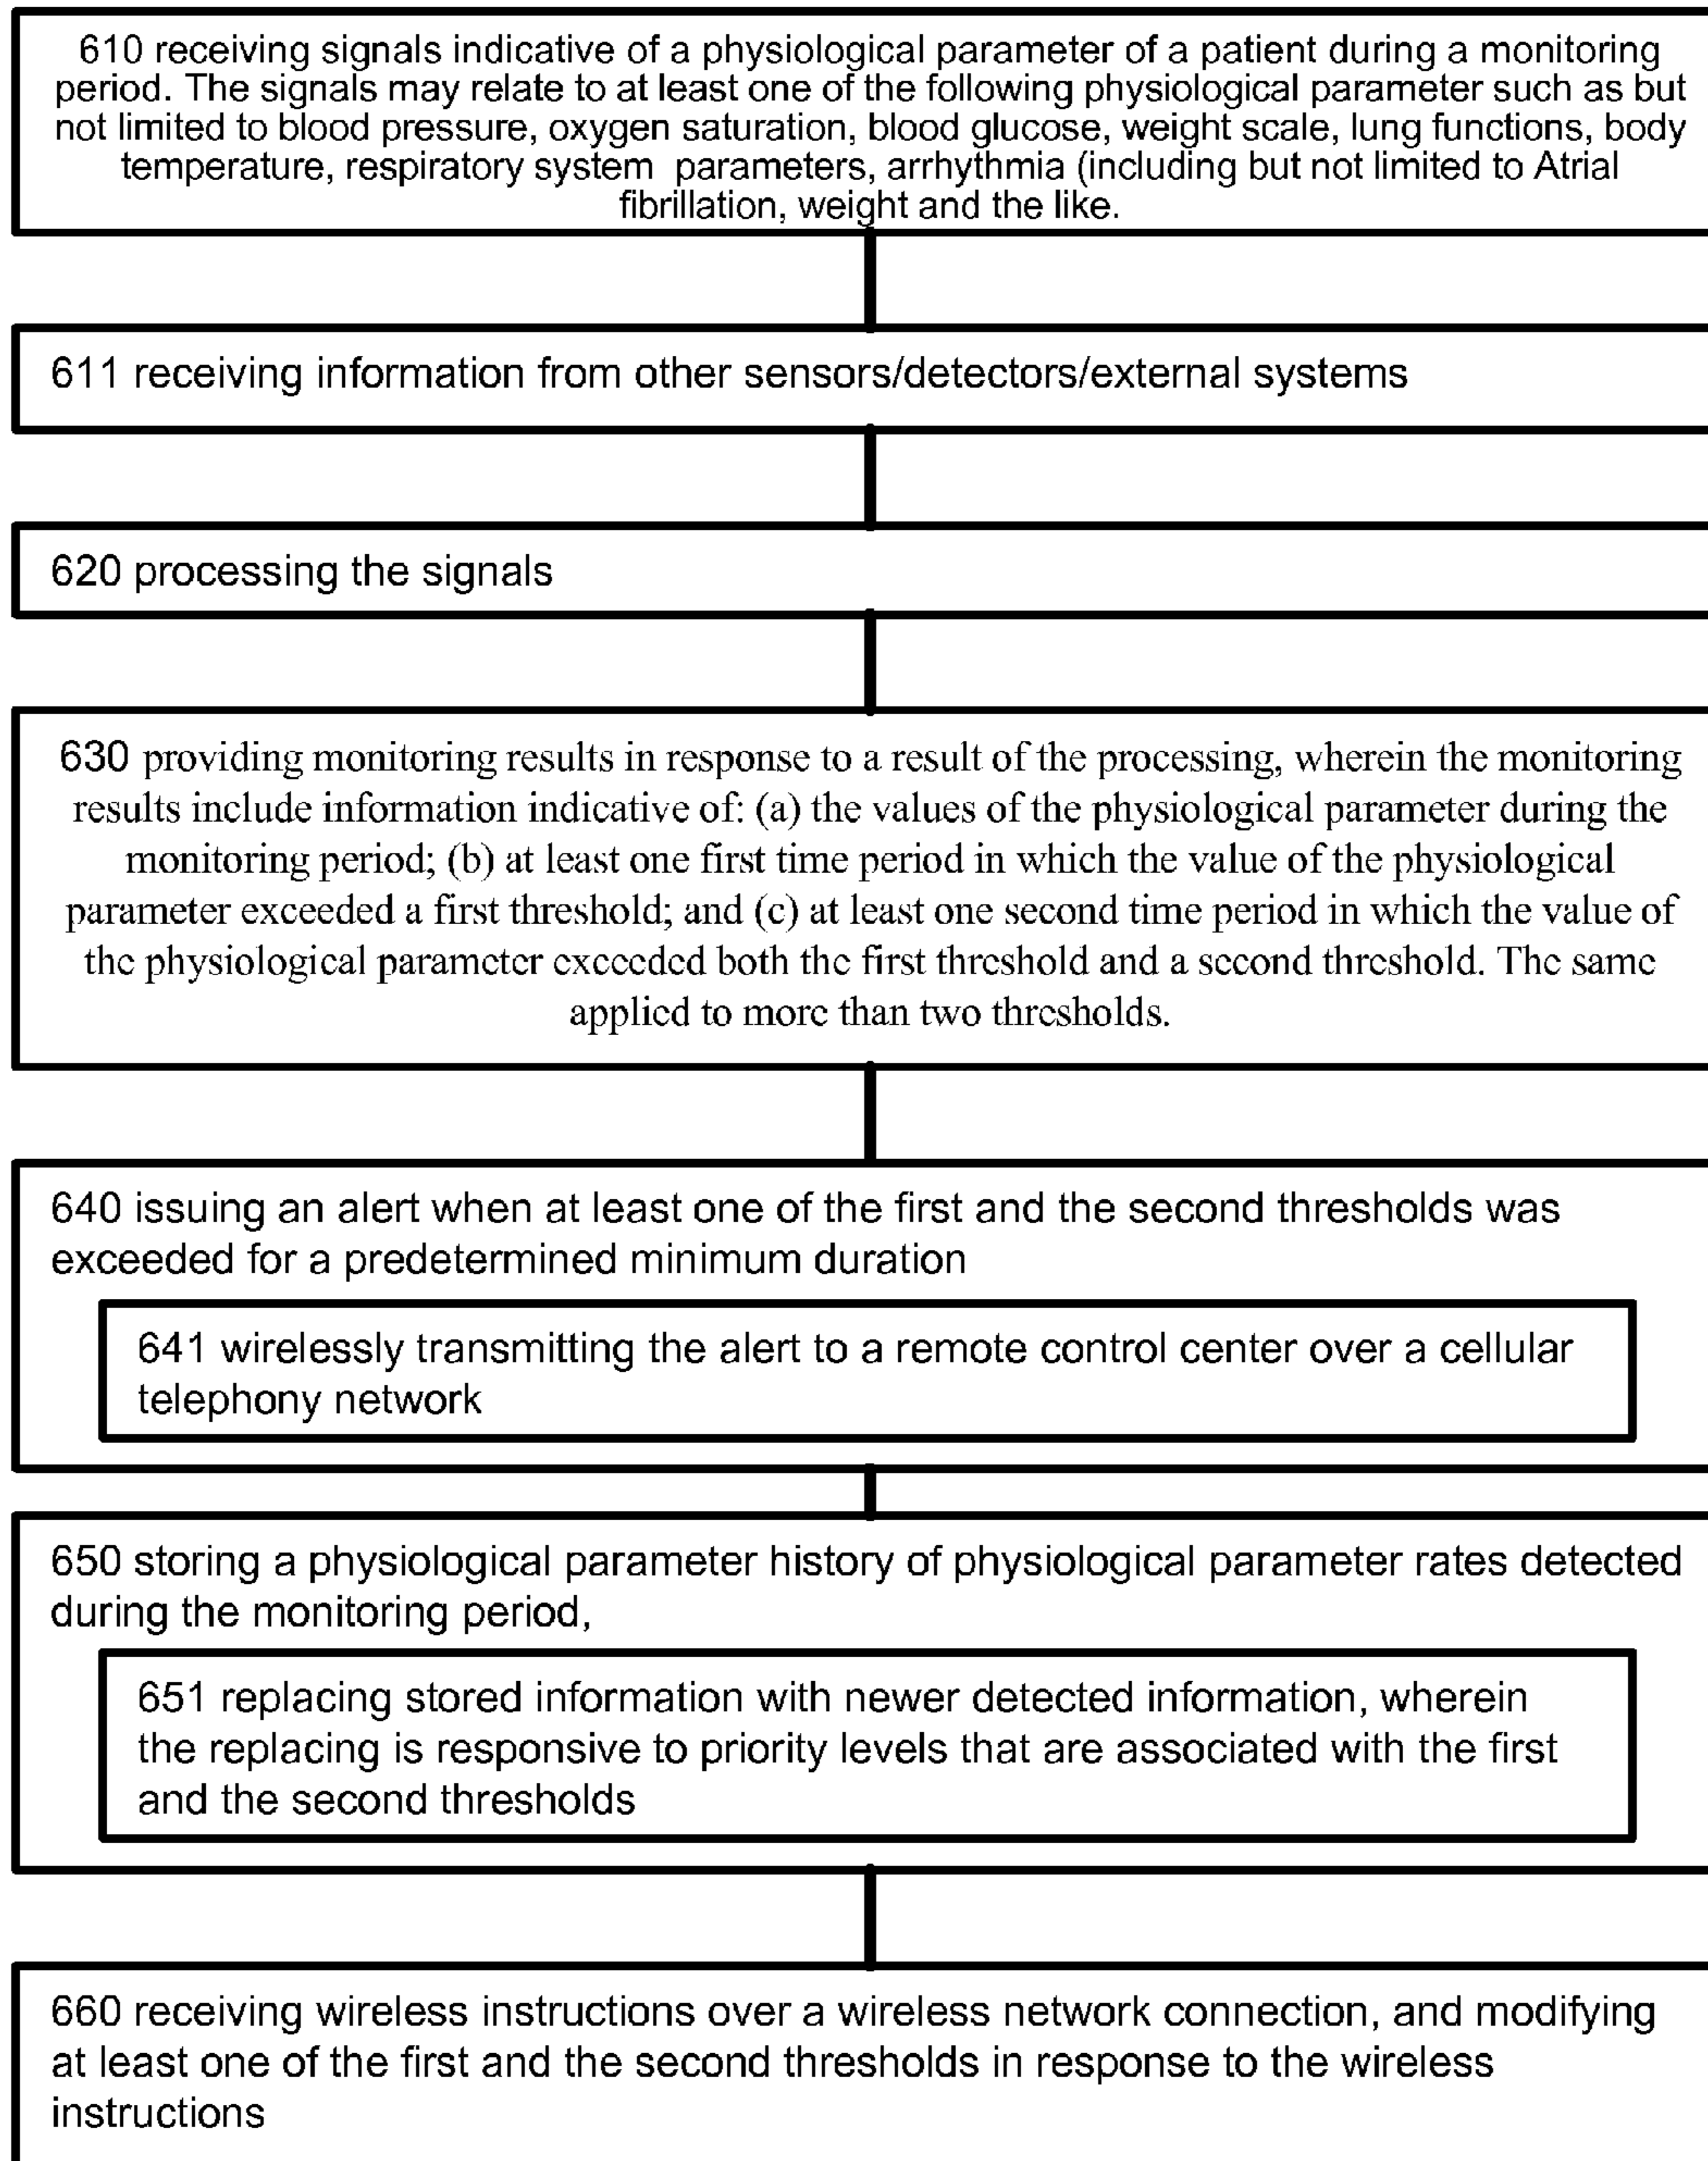 610 receiving signals indicative of a physiological parameter of a patient during a monitoring
period. The signals may relate to at least one of the following physiological parameter such as but
not limited to blood pressure, oxygen saturation, blood glucose, weight scale, lung functions, body
temperature, respiratory system parameters, arrhythmia (including but not limited to Atrial
fibrillation, weight and the like.
611 receiving information from other sensors/detectors/external systems
620 processing the signals
630 providing monitoring results in response to a result of the processing, wherein the monitoring
results include information indicative of: (a) the values of the physiological parameter during the
monitoring period; (b) at least one first time period in which the value of the physiological
parameter exceeded a first threshold; and (c) at least one second time period in which the value of
the physiological parameter exceeded both the first threshold and a second threshold. The same
applied to more than two thresholds.
640 issuing an alert when at least one of the first and the second thresholds was
exceeded for a predetermined minimum duration
641 wirelessly transmitting the alert to a remote control center over a cellular
telephony network
650 storing a physiological parameter history of physiological parameter rates detected
during the monitoring period,
651 replacing stored information with newer detected information, wherein
the replacing is responsive to priority levels that are associated with the first
and the second thresholds
660 receiving wireless instructions over a wireless network connection, and modifying
at least one of the first and the second thresholds in response to the wireless
instructions